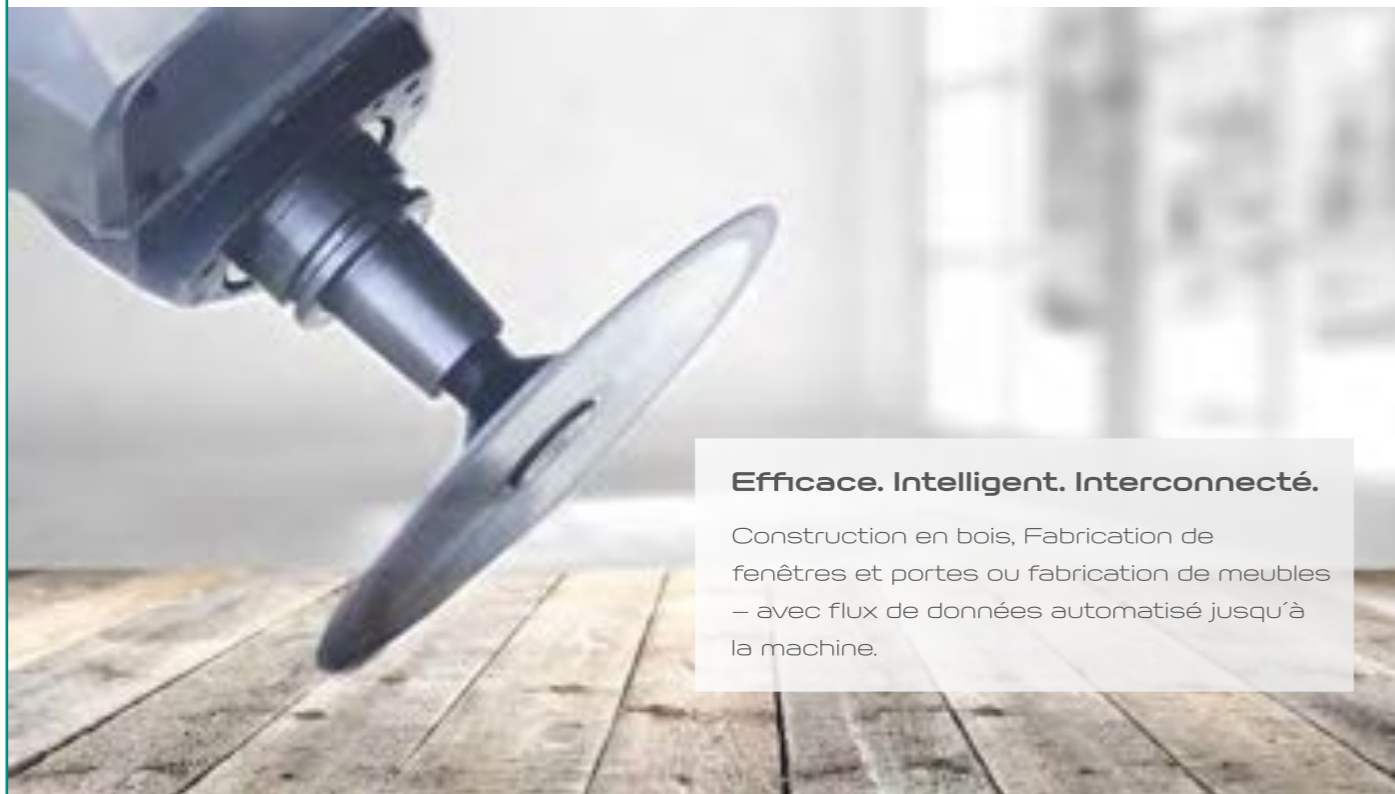 Efficace. Intelligent. Interconnecté.
Construction en bois, Fabrication de
fenêtres et portes ou fabrication de meubles
– avec flux de données automatisé jusqu´à
la machine.